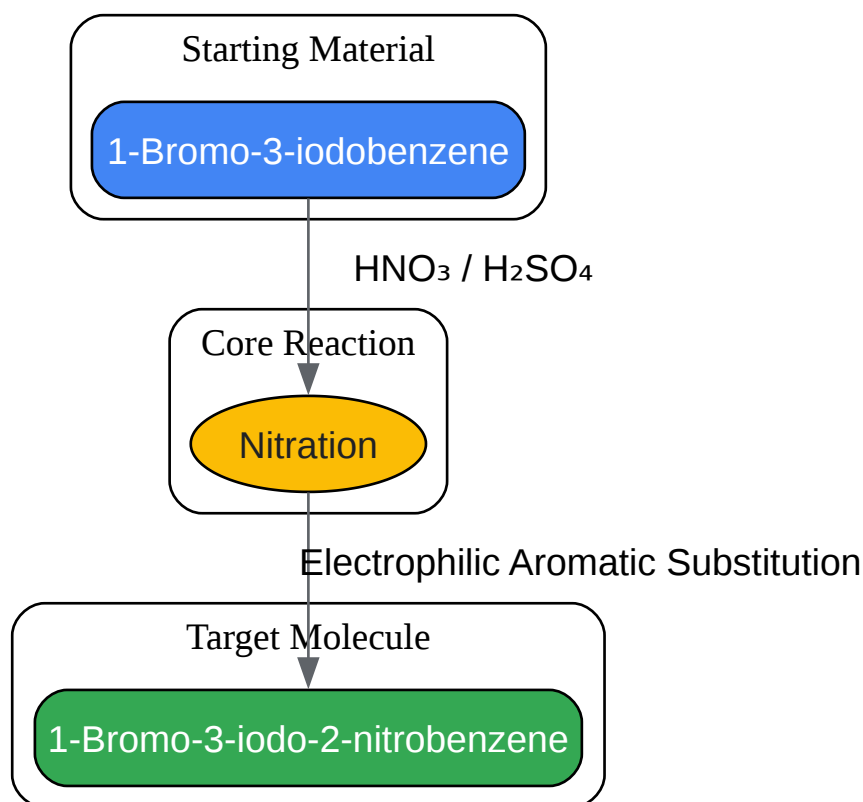 Starting Material
1-Bromo-3-iodobenzene
HNO₃ / H₂SO₄
Core Reaction
Nitration
Electrophilic Aromatic Substitution
Target Molecule
1-Bromo-3-iodo-2-nitrobenzene